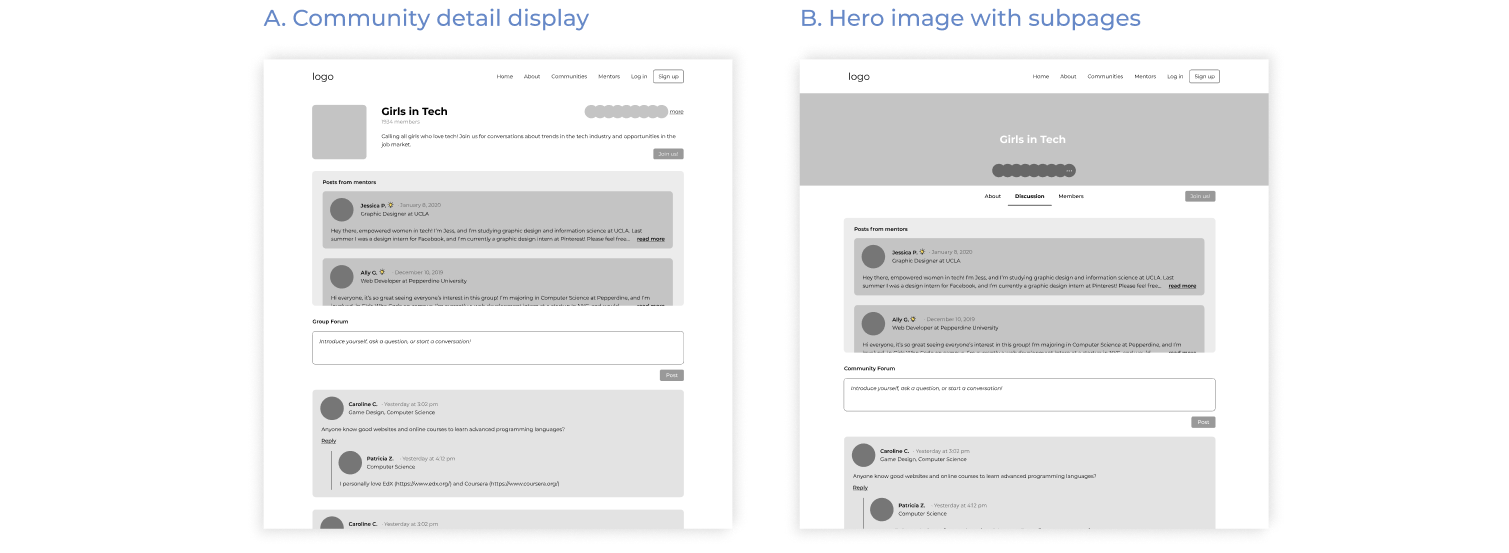 A. Community detail display
logo
Home About Communities Mentors Log in Sign up
Girls in Tech
1934 members
more
Calling all girls who love tech! Join us for conversations about trends in the tech industry and opportunities in the
job market.
Join us!
Posts from mentors
Jessica P. · January 8, 2020
Graphic Designer at UCLA
Hey there, empowered women in tech! I'm Jess, and I'm studying graphic design and information science at UCLA. Last
summer I was a design intern for Facebook, and I'm currently a graphic design intern at Pinterest! Please feel free... read more
Ally G. · December 10, 2019
Web Developer at Pepperdine University
Hi everyone, it's so great seeing everyone's interest in this group! I'm majoring in Computer Science at Pepperdine, and I'm
Group Forum
Introduce yourself, ask a question, or start a conversation!
Post
Caroline C. · Yesterday at 3:02 pm
Game Design, Computer Science
Anyone know good websites and online courses to learn advanced programming languages?
Reply
Patricia Z. · Yesterday at 4:12 pm
Computer Science
I personally love EdX (https://www.edx.org/) and Coursera (https://www.coursera.org/)
Caroline C. · Yesterday at 3:02 pm
B. Hero image with subpages
logo
Home About Communities Mentors Log in Sign up
Girls in Tech
...
About Discussion Members Join us!
Posts from mentors
Jessica P. · January 8, 2020
Graphic Designer at UCLA
Hey there, empowered women in tech! I'm Jess, and I'm studying graphic design and information science at UCLA. Last
summer I was a design intern for Facebook, and I'm currently a graphic design intern at Pinterest! Please feel free... read more
Ally G. · December 10, 2019
Web Developer at Pepperdine University
Hi everyone, it's so great seeing everyone's interest in this group! I'm majoring in Computer Science at Pepperdine, and I'm
Community Forum
Introduce yourself, ask a question, or start a conversation!
Post
Caroline C. · Yesterday at 3:02 pm
Game Design, Computer Science
Anyone know good websites and online courses to learn advanced programming languages?
Reply
Patricia Z. · Yesterday at 4:12 pm
Computer Science